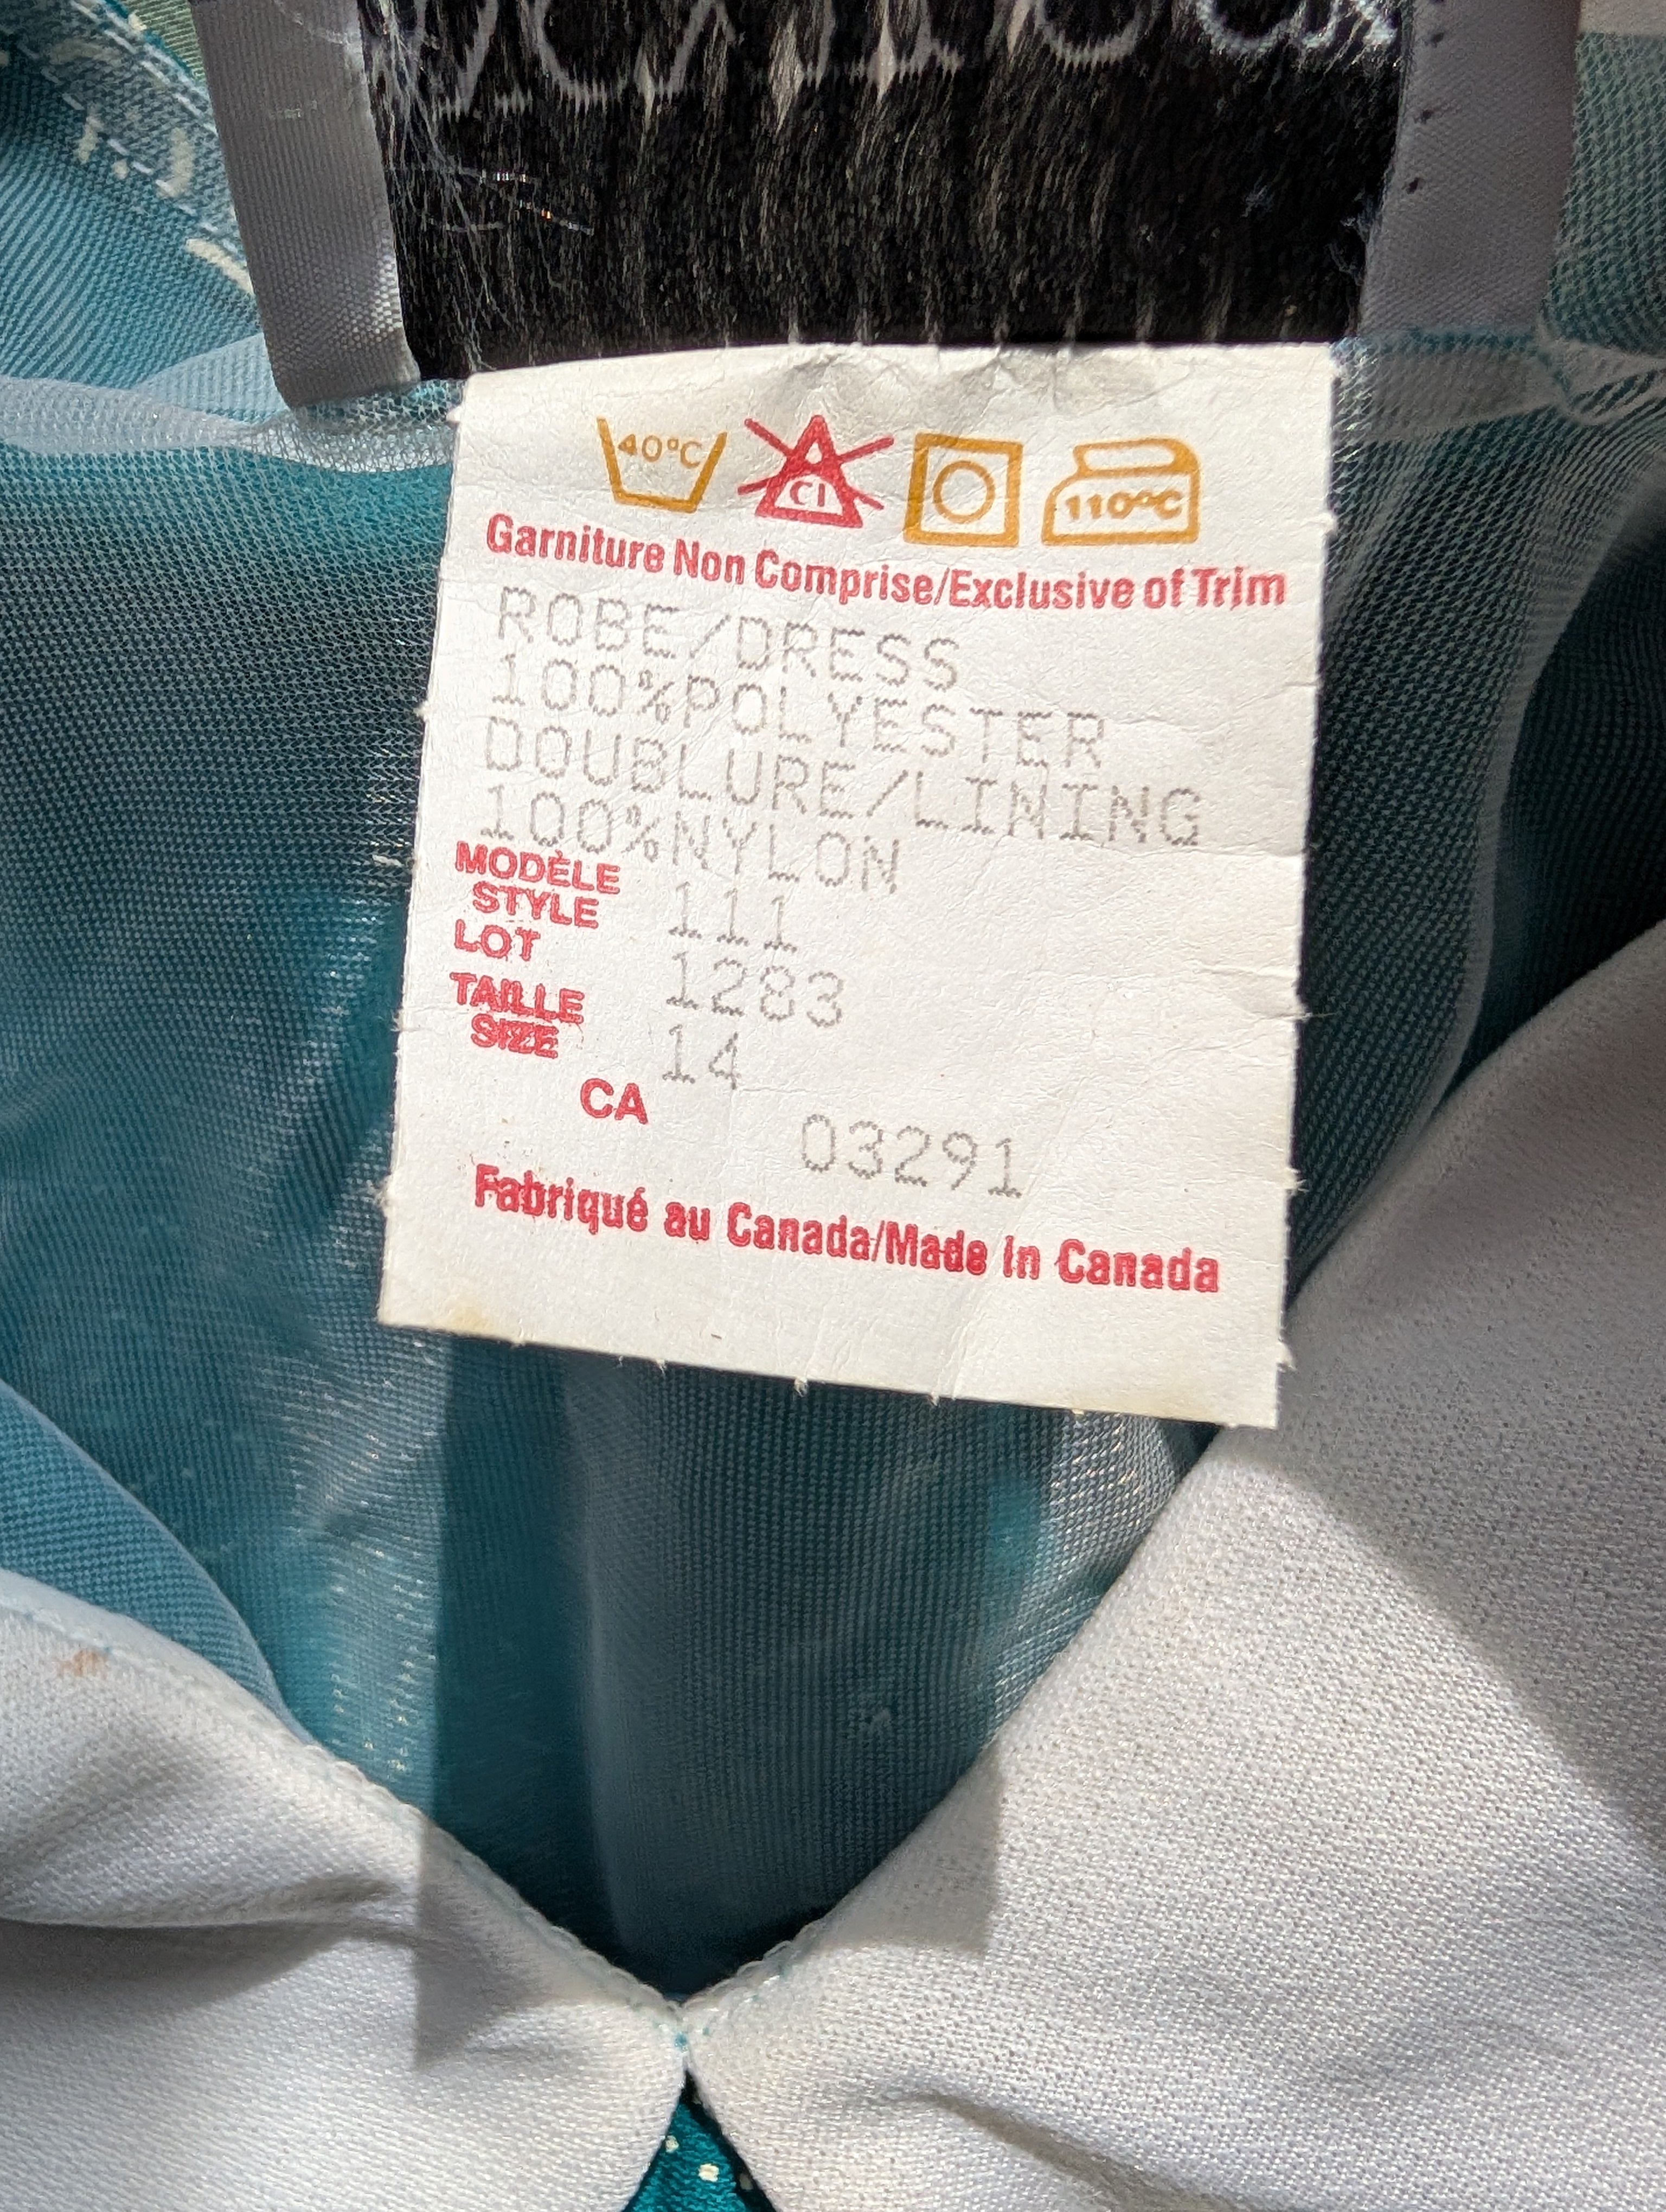 40°C Cl 110°C
Garniture Non Comprise/Exclusive of Trim
ROBE/DRESS
100%POLYESTER
DOUBLURE/LINING
100%NYLON
MODÈLE
STYLE 111
LOT 1283
TAILLE
SIZE 14
CA 03291
Fabriqué au Canada/Made in Canada